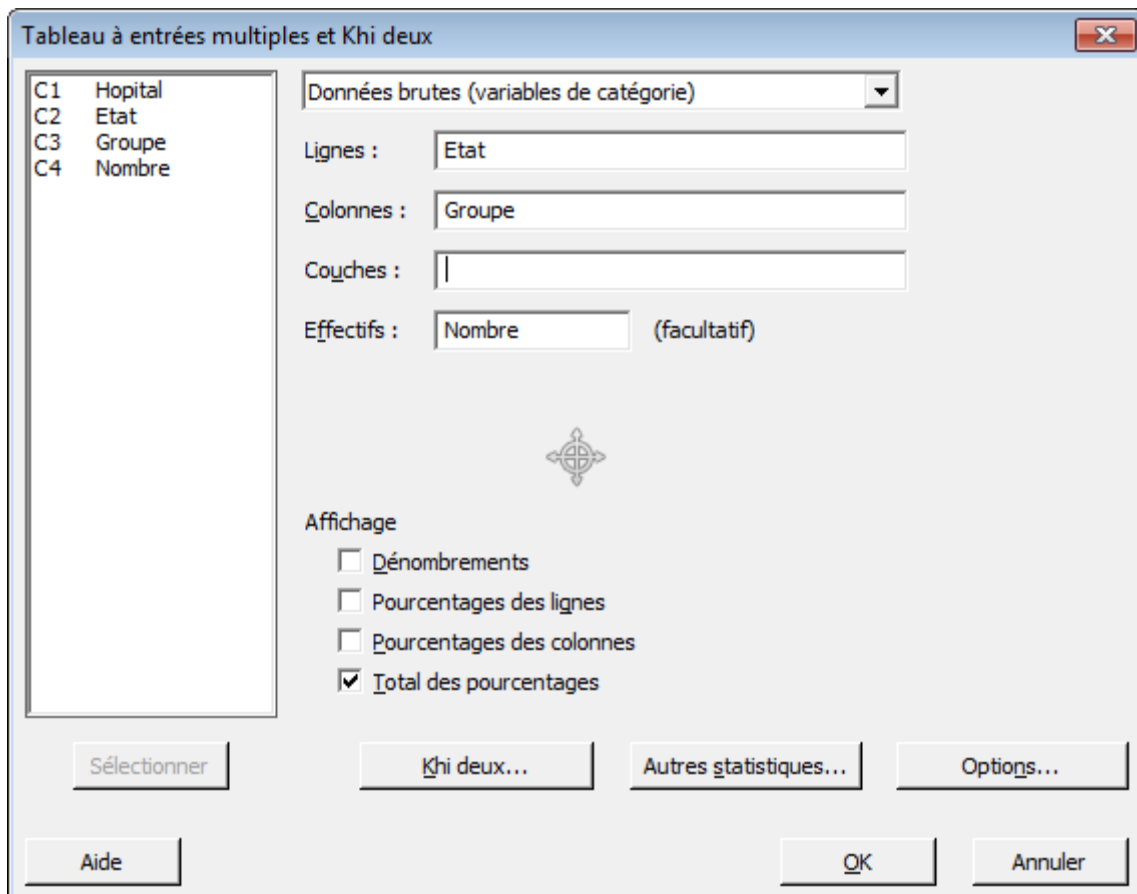 Tableau à entrées multiples et Khi deux
C1 Hopital
C2 Etat
C3 Groupe
C4 Nombre
Données brutes (variables de catégorie)
Lignes : Etat
Colonnes : Groupe
Couches :
Effectifs : Nombre (facultatif)
Affichage
Dénombrements
Pourcentages des lignes
Pourcentages des colonnes
Total des pourcentages
Sélectionner
Khi deux...
Autres statistiques...
Options...
Aide
OK
Annuler